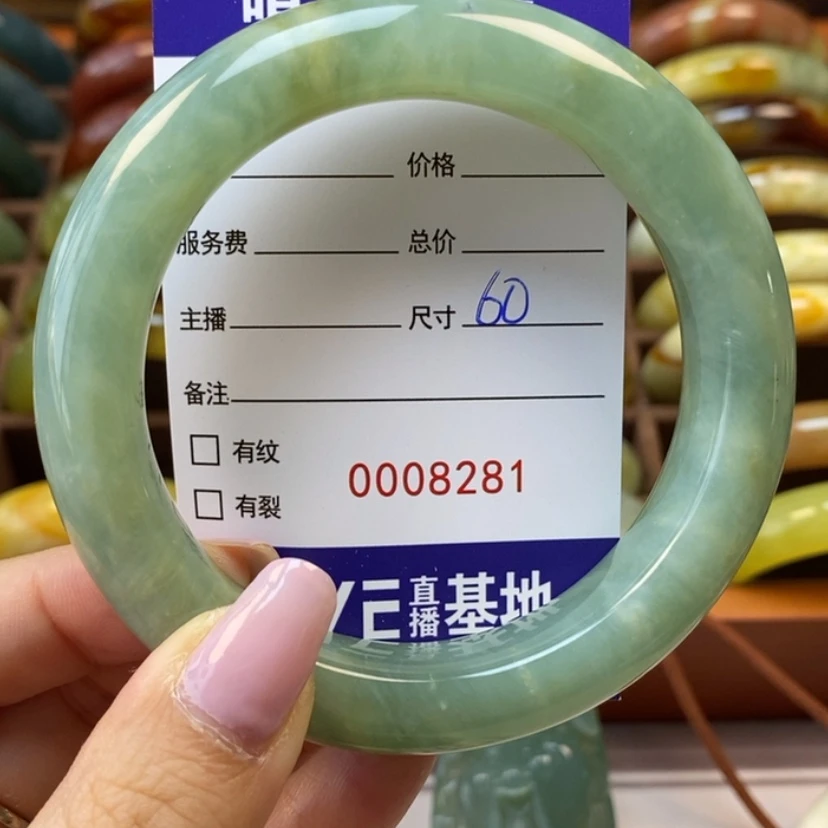 价格
服务费 总价
主播 尺寸 60
备注
有纹
有裂 0008281
YE 直播 基地